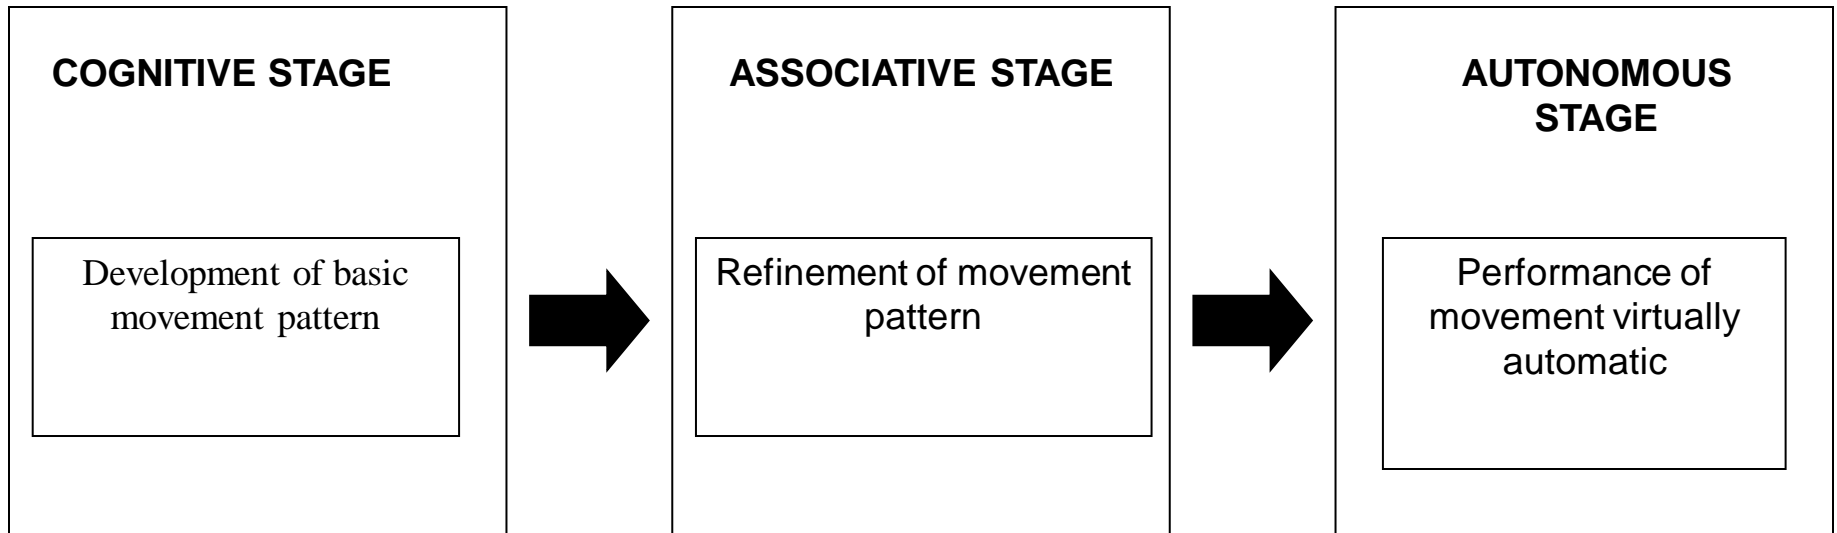 COGNITIVE STAGE
Development of basic
movement pattern
ASSOCIATIVE STAGE
Refinement of movement
pattern
AUTONOMOUS
STAGE
Performance of
movement virtually
automatic